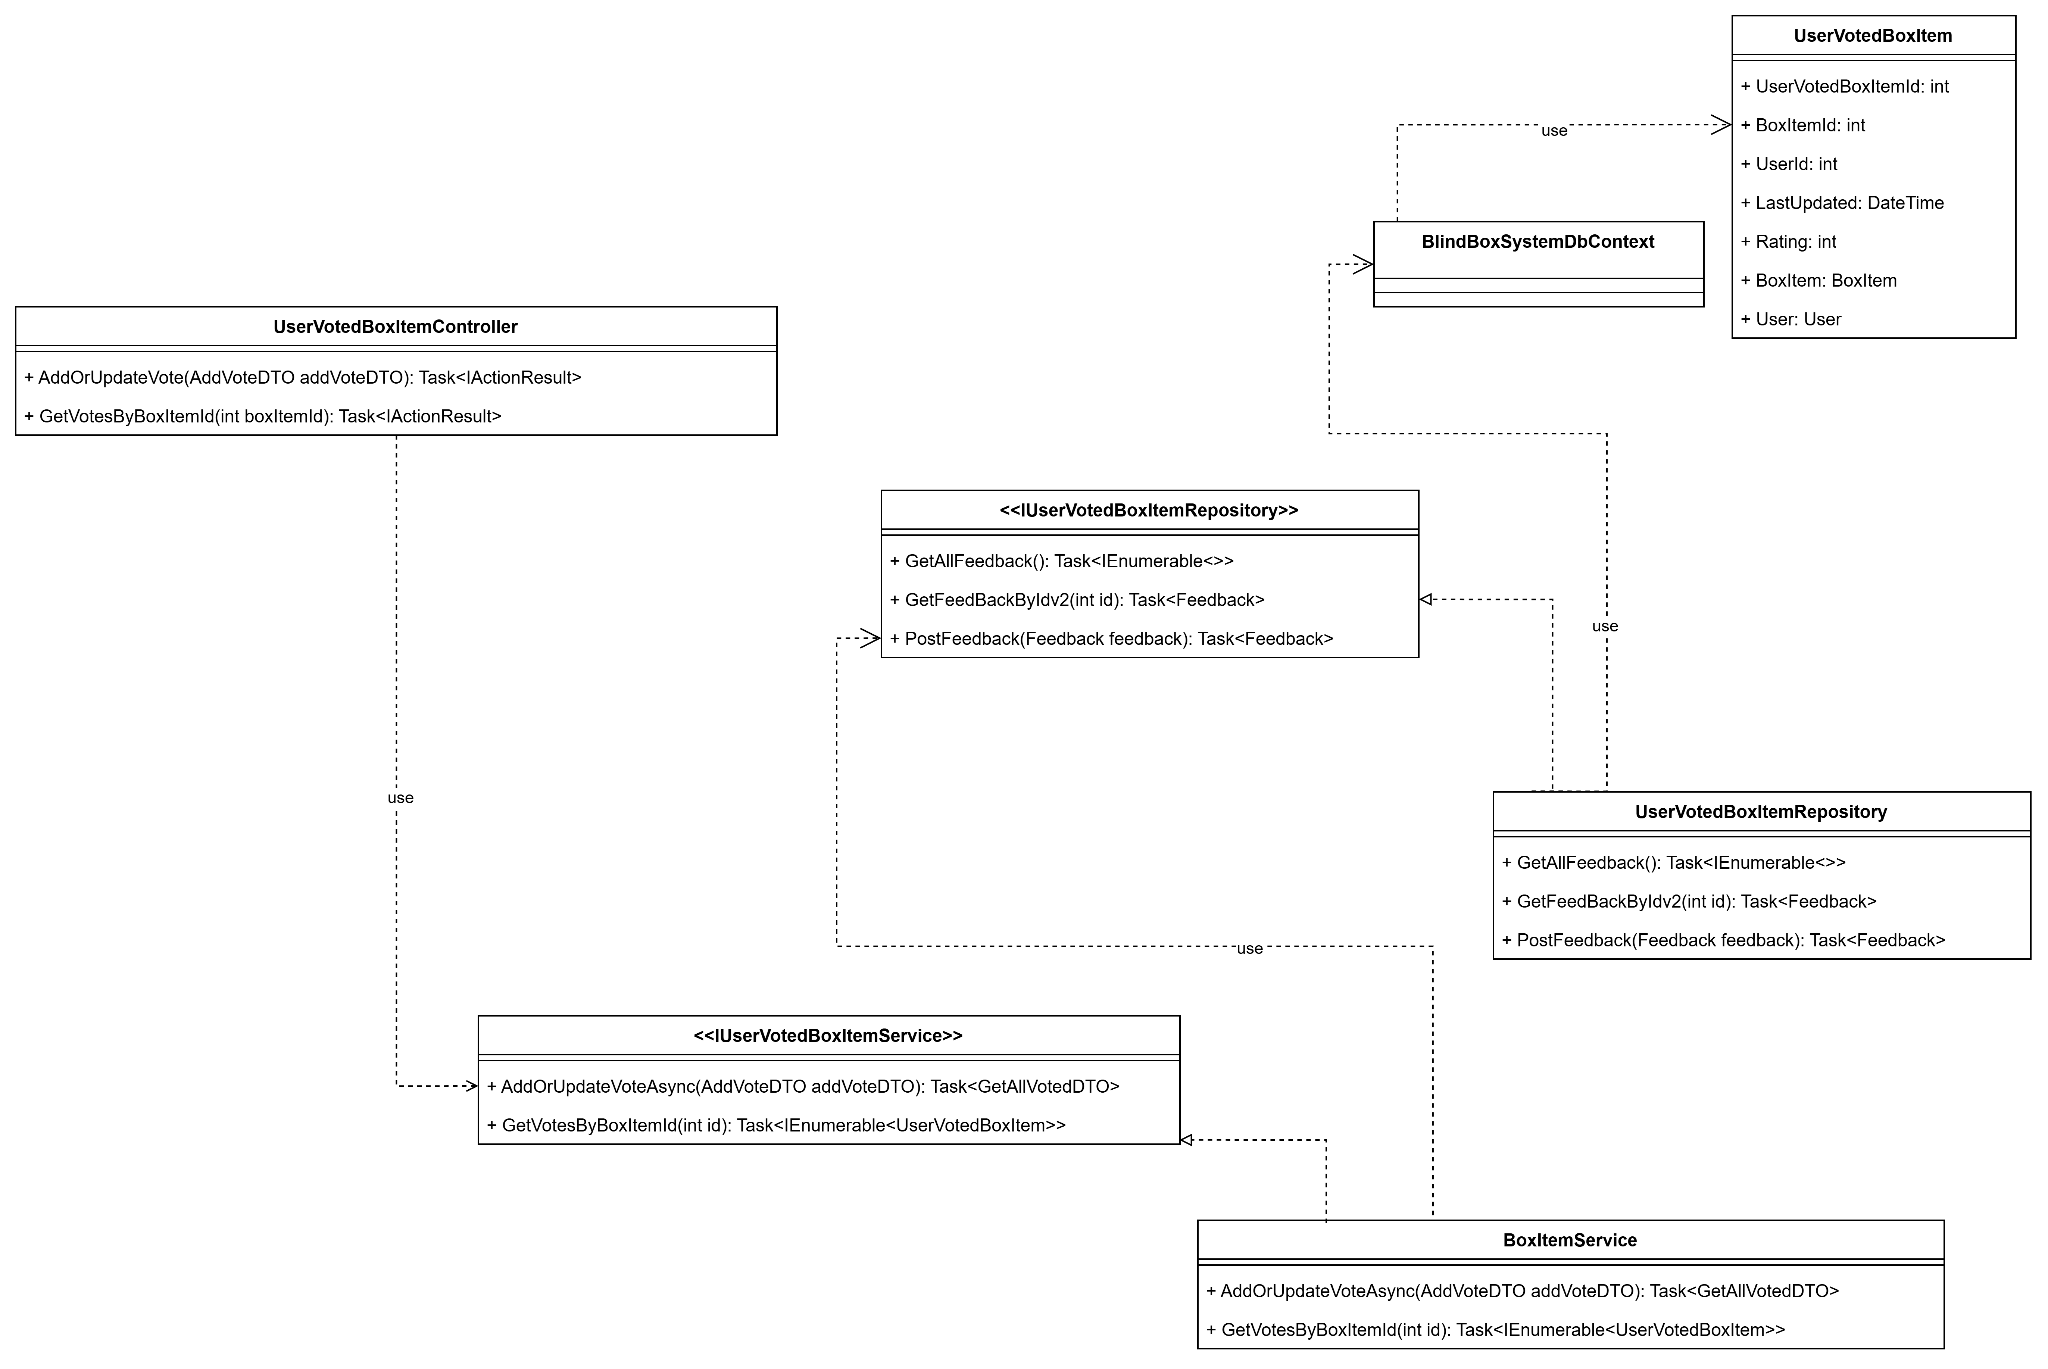 UserVotedBoxItem
+ UserVotedBoxItemId: int
+ BoxItemId: int
+ UserId: int
+ LastUpdated: DateTime
+ Rating: int
+ BoxItem: BoxItem
+ User: User
use
BlindBoxSystemDbContext
UserVotedBoxItemController
+ AddOrUpdateVote(AddVoteDTO addVoteDTO): Task<IActionResult>
+ GetVotesByBoxItemId(int boxItemId): Task<IActionResult>
<<IUserVotedBoxItemRepository>>
+ GetAllFeedback(): Task<IEnumerable<>>
+ GetFeedBackByIdv2(int id): Task<Feedback>
+ PostFeedback(Feedback feedback): Task<Feedback>
use
use
UserVotedBoxItemRepository
+ GetAllFeedback(): Task<IEnumerable<>>
+ GetFeedBackByIdv2(int id): Task<Feedback>
+ PostFeedback(Feedback feedback): Task<Feedback>
use
<<IUserVotedBoxItemService>>
+ AddOrUpdateVoteAsync(AddVoteDTO addVoteDTO): Task<GetAllVotedDTO>
+ GetVotesByBoxItemId(int id): Task<IEnumerable<UserVotedBoxItem>>
BoxItemService
+ AddOrUpdateVoteAsync(AddVoteDTO addVoteDTO): Task<GetAllVotedDTO>
+ GetVotesByBoxItemId(int id): Task<IEnumerable<UserVotedBoxItem>>